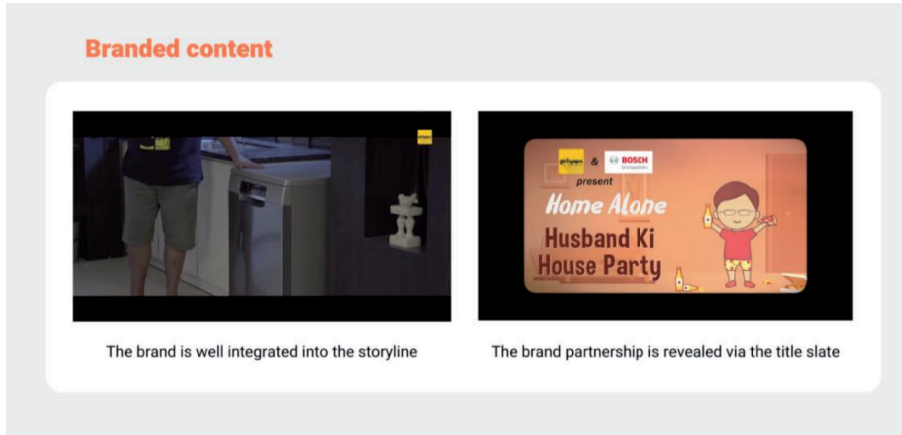 Branded content
girliyapa & BOSCH
present
Home Alone
Husband Ki
House Party
The brand is well integrated into the storyline
The brand partnership is revealed via the title slate